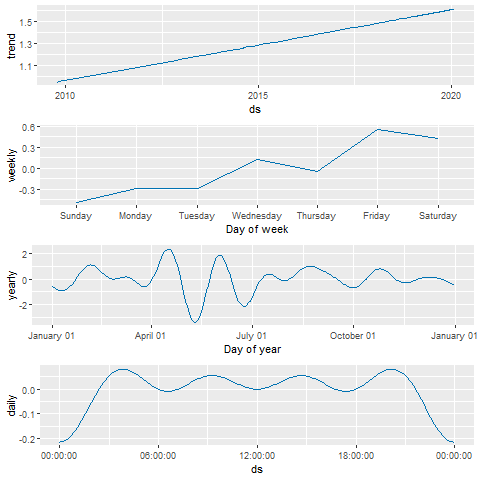 trend
1.5
1.3
1.1
2010 2015 2020
ds
weekly
0.6
0.3
0.0
-0.3
Sunday Monday Tuesday Wednesday Thursday Friday Saturday
Day of week
yearly
2
0
-2
January 01 April 01 July 01 October 01 January 01
Day of year
daily
0.0
-0.1
-0.2
00:00:00 06:00:00 12:00:00 18:00:00 00:00:00
ds